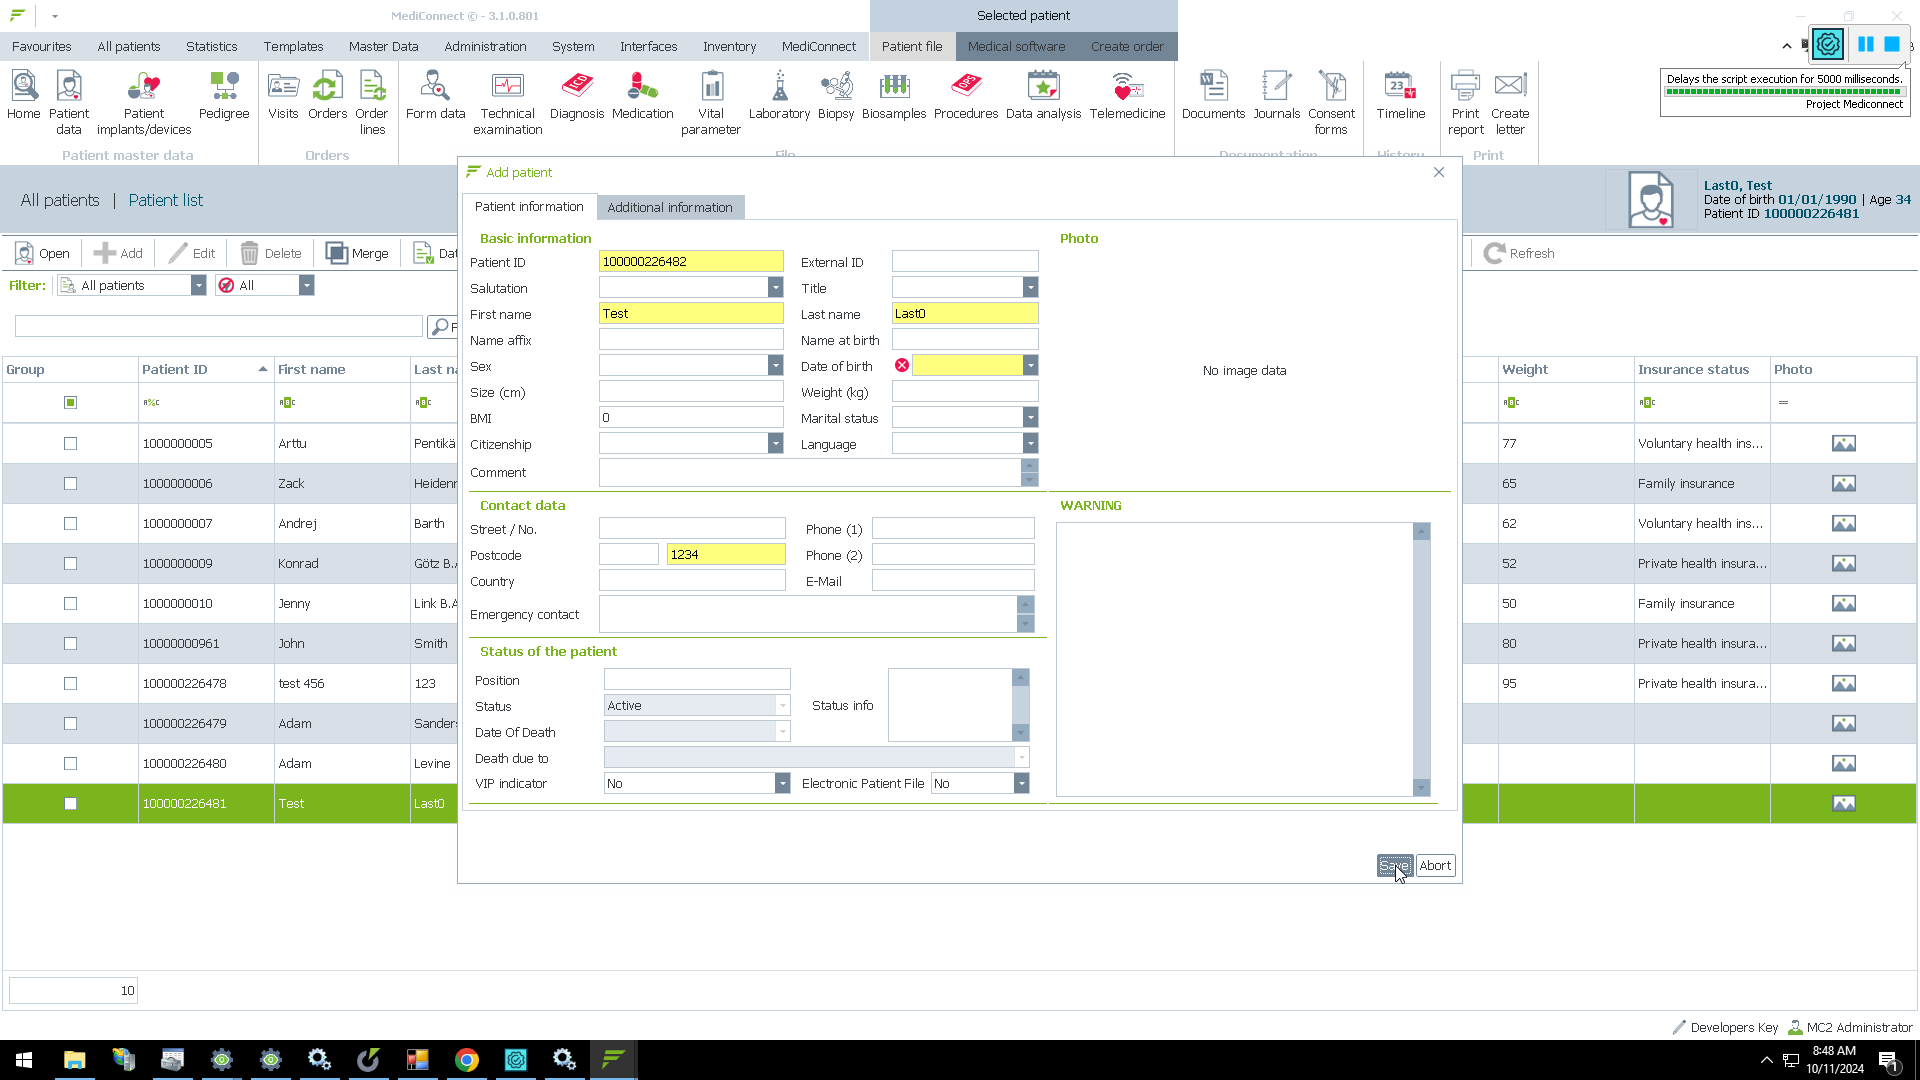 MediConnect © - 3.1.0.801
Selected patient
Favourites All patients Statistics Templates Master Data Administration System Interfaces Inventory MediConnect Patient file Medical software Create order
Delays the script execution for 5000 milliseconds.
Project Mediconnect
Home Patient data Patient implants/devices Pedigree Visits Orders Order lines Form data Technical examination Diagnosis Medication Vital parameter Laboratory Biopsy Biosamples Procedures Data analysis Telemedicine Documents Journals Consent forms Timeline Print report Create letter
Patient master data Orders File Documentation History Print
All patients | Patient list
Last0, Test
Date of birth 01/01/1990 | Age 34
Patient ID 100000226481
Open Add Edit Delete Merge Dat
Refresh
Filter: All patients All
F
Group Patient ID First name Last na
Weight Insurance status Photo
1000000005 Arttu Pentikä 77 Voluntary health ins...
1000000006 Zack Heidenr 65 Family insurance
1000000007 Andrej Barth 62 Voluntary health ins...
1000000009 Konrad Götz B.A 52 Private health insura...
1000000010 Jenny Link B.A 50 Family insurance
10000000961 John Smith 80 Private health insura...
100000226478 test 456 123 95 Private health insura...
100000226479 Adam Sanders
100000226480 Adam Levine
100000226481 Test Last0
10
Add patient
Patient information Additional information
Basic information
Photo
Patient ID 100000226482 External ID
Salutation Title
First name Test Last name Last0
Name affix Name at birth
Sex Date of birth
No image data
Size (cm) Weight (kg)
BMI 0 Marital status
Citizenship Language
Comment
Contact data
WARNING
Street / No. Phone (1)
Postcode 1234 Phone (2)
Country E-Mail
Emergency contact
Status of the patient
Position
Status Active Status info
Date Of Death
Death due to
VIP indicator No Electronic Patient File No
Save Abort
Developers Key MC2 Administrator
8:48 AM
10/11/2024
1